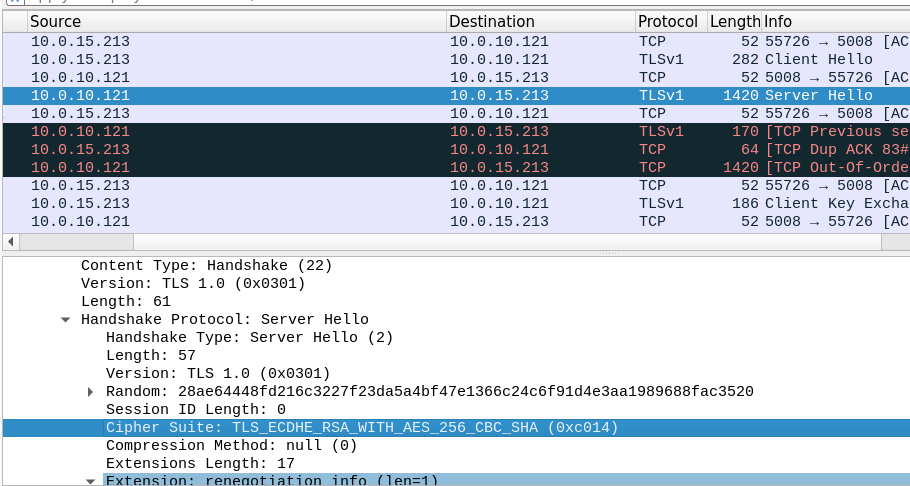 Source Destination Protocol Length Info
10.0.15.213 10.0.10.121 TCP 52 55726 → 5008 [AC
10.0.15.213 10.0.10.121 TLSv1 282 Client Hello
10.0.10.121 10.0.15.213 TCP 52 5008 → 55726 [AC
10.0.10.121 10.0.15.213 TLSv1 1420 Server Hello
10.0.15.213 10.0.10.121 TCP 52 55726 → 5008 [AC
10.0.10.121 10.0.15.213 TLSv1 170 [TCP Previous se
10.0.15.213 10.0.10.121 TCP 64 [TCP Dup ACK 83#
10.0.10.121 10.0.15.213 TCP 1420 [TCP Out-Of-Orde
10.0.15.213 10.0.10.121 TCP 52 55726 → 5008 [AC
10.0.15.213 10.0.10.121 TLSv1 186 Client Key Excha
10.0.10.121 10.0.15.213 TCP 52 5008 → 55726 [AC
Content Type: Handshake (22)
Version: TLS 1.0 (0x0301)
Length: 61
Handshake Protocol: Server Hello
Handshake Type: Server Hello (2)
Length: 57
Version: TLS 1.0 (0x0301)
Random: 28ae64448fd216c3227f23da5a4bf47e1366c24c6f91d4e3aa1989688fac3520
Session ID Length: 0
Cipher Suite: TLS_ECDHE_RSA_WITH_AES_256_CBC_SHA (0xc014)
Compression Method: null (0)
Extensions Length: 17
Extension: renegotiation_info (len=1)